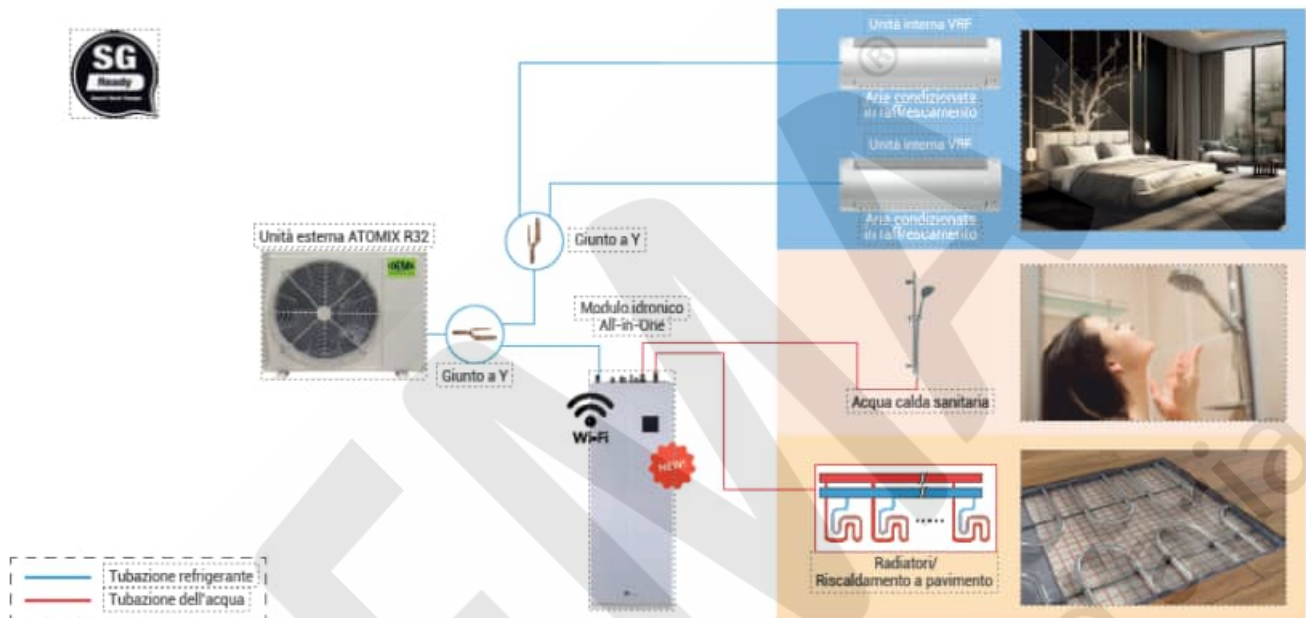 SG
Ready
Unità interna VRF
®
Aria condizionata
in raffrescamento
Unità interna VRF
Aria condizionata
in raffrescamento
Unità esterna ATOMIX R32
Giunto a Y
Modulo idronico
All-in-One
Giunto a Y
Wi-Fi
NEW!
Acqua calda sanitaria
Radiatori/
Riscaldamento a pavimento
Tubazione refrigerante
Tubazione dell'acqua